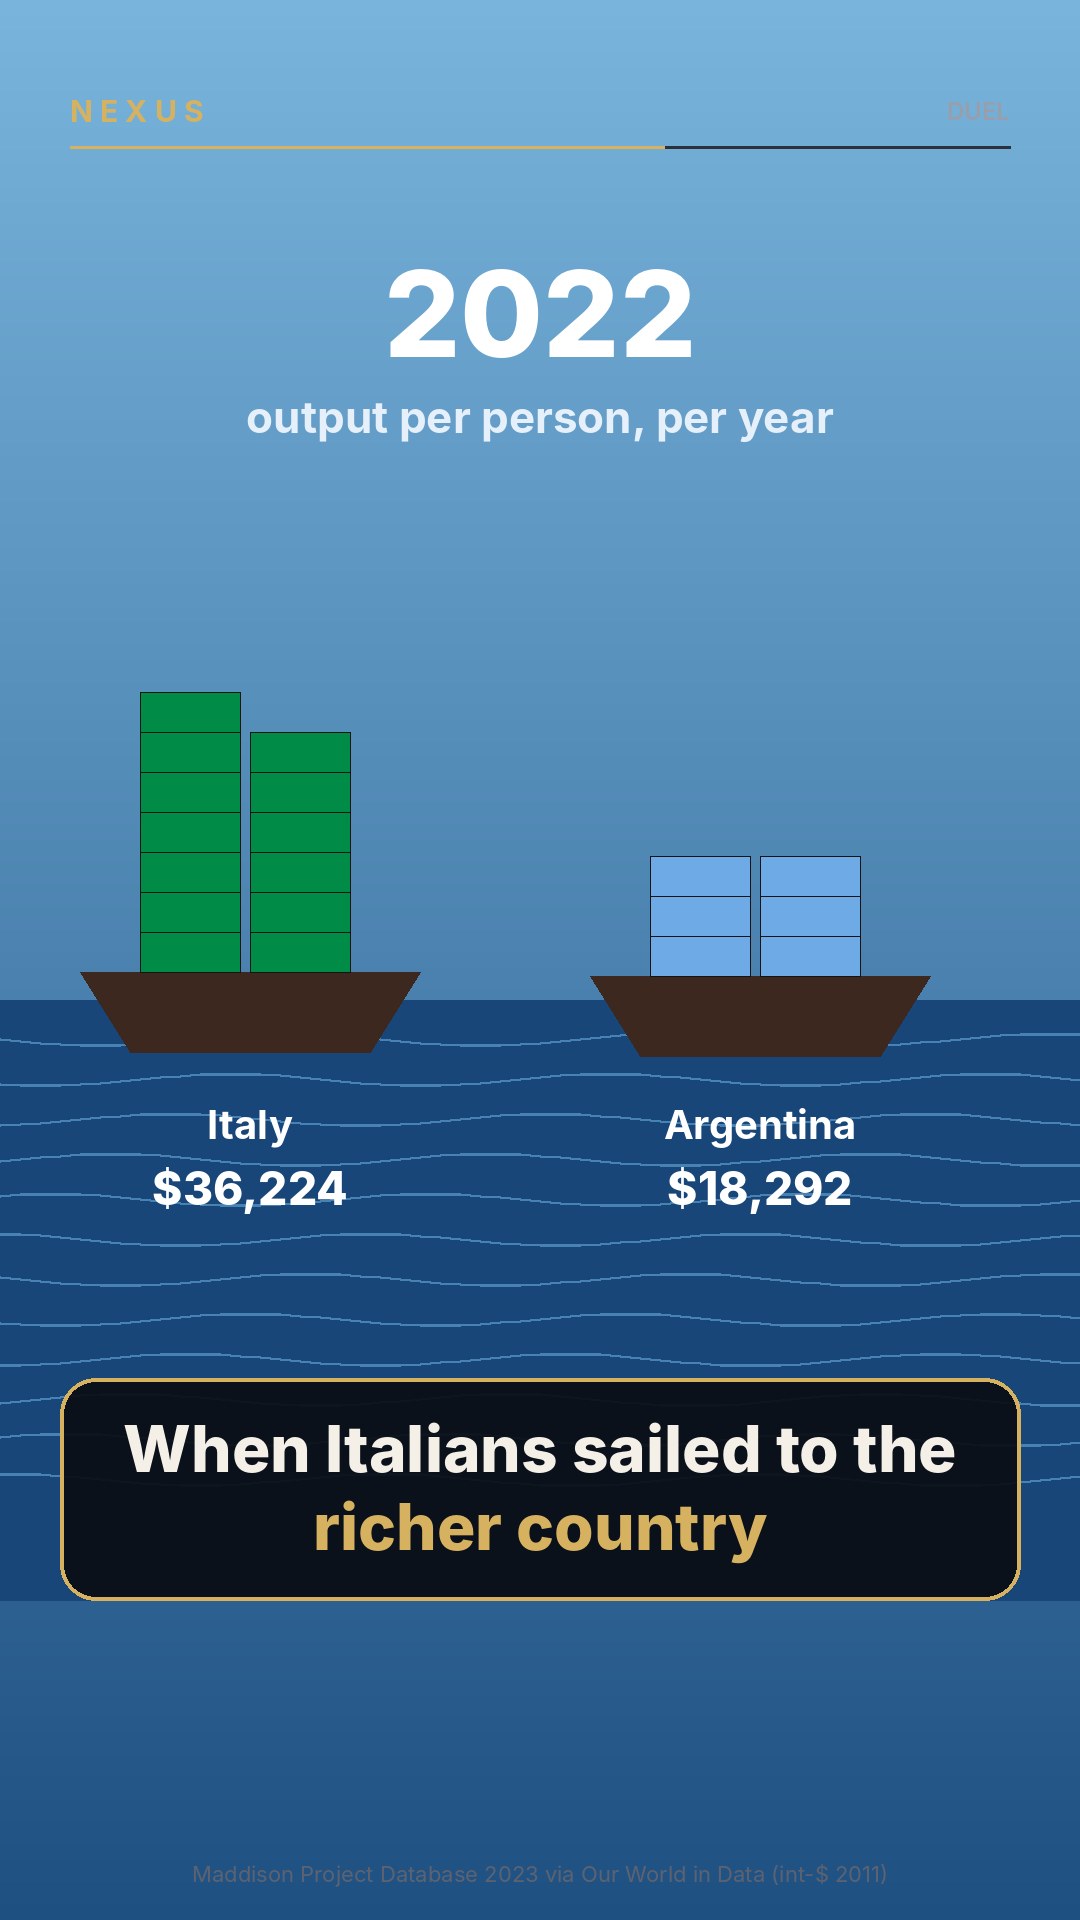 NEXUS
DUEL
2022
output per person, per year
Italy
Argentina
$36,224
$18,292
When Italians sailed to the
richer country
Maddison Project Database 2023 via Our World in Data (int-$ 2011)